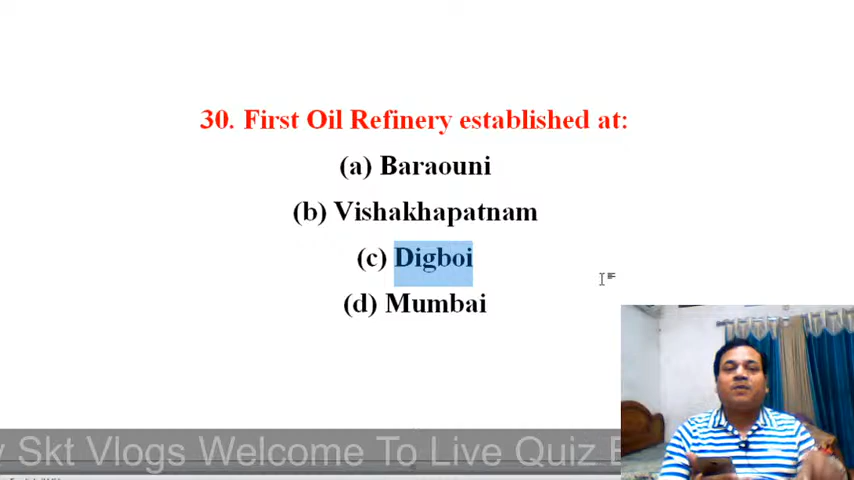 30. First Oil Refinery established at:
(a) Baraouni
(b) Vishakhapatnam
(c) Digboi
(d) Mumbai
Skt Vlogs Welcome To Live Quiz